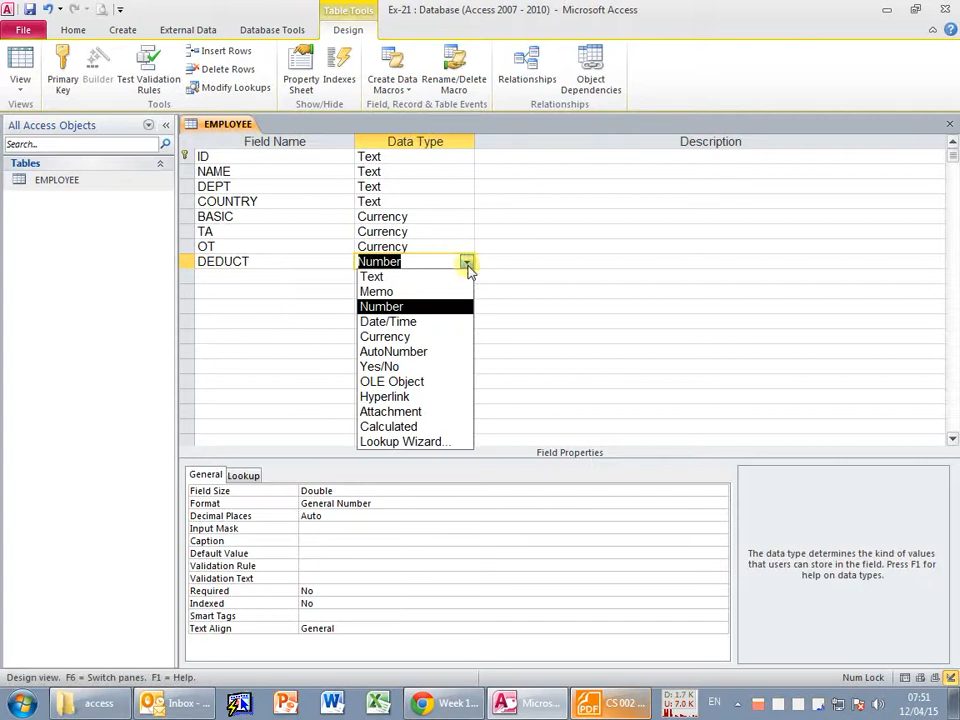 Table Tools
Ex-21 : Database (Access 2007 - 2010) - Microsoft Access
File Home Create External Data Database Tools Design
View
Primary Key
Builder
Test Validation Rules
Insert Rows
Delete Rows
Modify Lookups
Property Sheet
Indexes
Create Data Macros
Rename/Delete Macro
Relationships
Object Dependencies
Views Tools Show/Hide Field, Record & Table Events Relationships
All Access Objects
Search...
Tables
EMPLOYEE
EMPLOYEE
Field Name Data Type Description
ID Text
NAME Text
DEPT Text
COUNTRY Text
BASIC Currency
TA Currency
OT Currency
DEDUCT Number
Text
Memo
Number
Date/Time
Currency
AutoNumber
Yes/No
OLE Object
Hyperlink
Attachment
Calculated
Lookup Wizard...
Field Properties
General Lookup
Field Size Double
Format General Number
Decimal Places Auto
Input Mask
Caption
Default Value
Validation Rule
Validation Text
Required No
Indexed No
Smart Tags
Text Align General
The data type determines the kind of values
that users can store in the field. Press F1 for
help on data types.
Design view. F6 = Switch panes. F1 = Help.
Num Lock
access
Inbox - ...
Week 1...
Micros...
CS 002 ...
D: 1.7 K
U: 7.0 K
EN
07:51
12/04/15